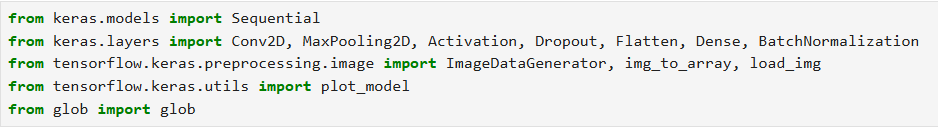 from keras.models import Sequential
from keras.layers import Conv2D, MaxPooling2D, Activation, Dropout, Flatten, Dense, BatchNormalization
from tensorflow.keras.preprocessing.image import ImageDataGenerator, img_to_array, load_img
from tensorflow.keras.utils import plot_model
from glob import glob